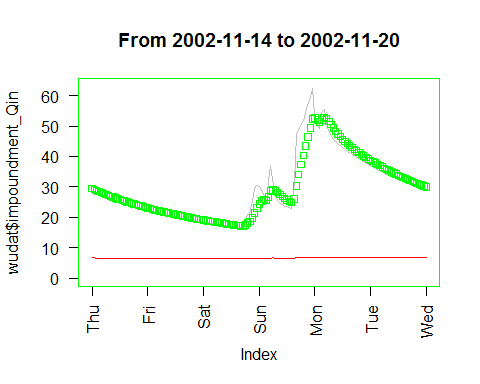 From 2002-11-14 to 2002-11-20
wudat$impoundment_Qin
60
50
40
30
20
10
0
Thu
Fri
Sat
Sun
Mon
Tue
Wed
Index